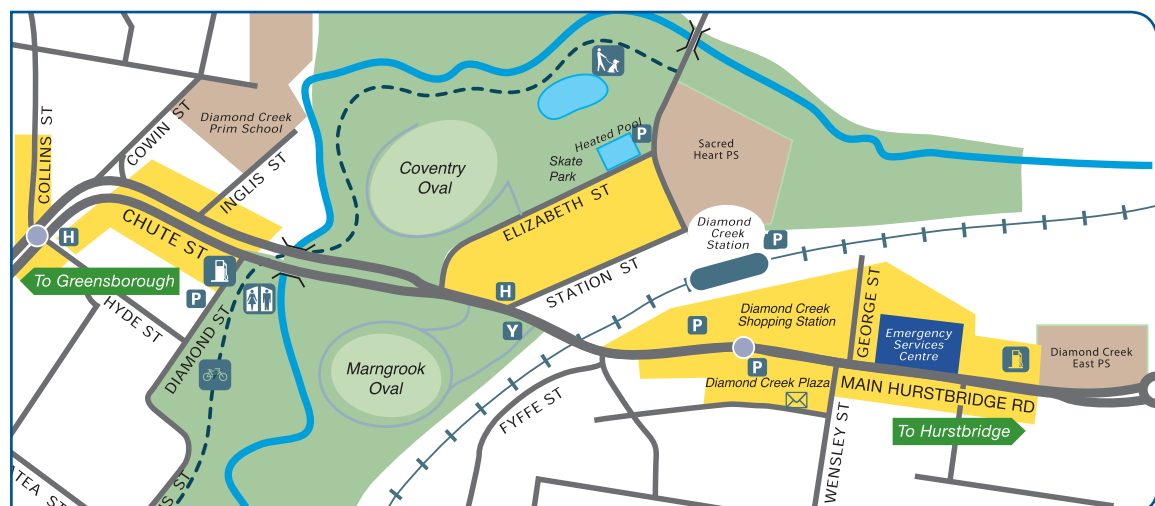 COLLINS ST
COWIN ST
Diamond Creek
Prim School
INGLIS ST
CHUTE ST
H
To Greensborough
HYDE ST
P
DIAMOND ST
Coventry
Oval
Heated Pool
P
Skate
Park
ELIZABETH ST
Sacred
Heart PS
Diamond
Creek
Station
P
STATION ST
H
Y
Marngrook
Oval
FYFFE ST
P
Diamond Creek
Shopping Station
GEORGE ST
Emergency
Services
Centre
Diamond Creek
East PS
P
Diamond Creek Plaza
MAIN HURSTBRIDGE RD
To Hurstbridge
WENSLEY ST
TEA ST
S ST